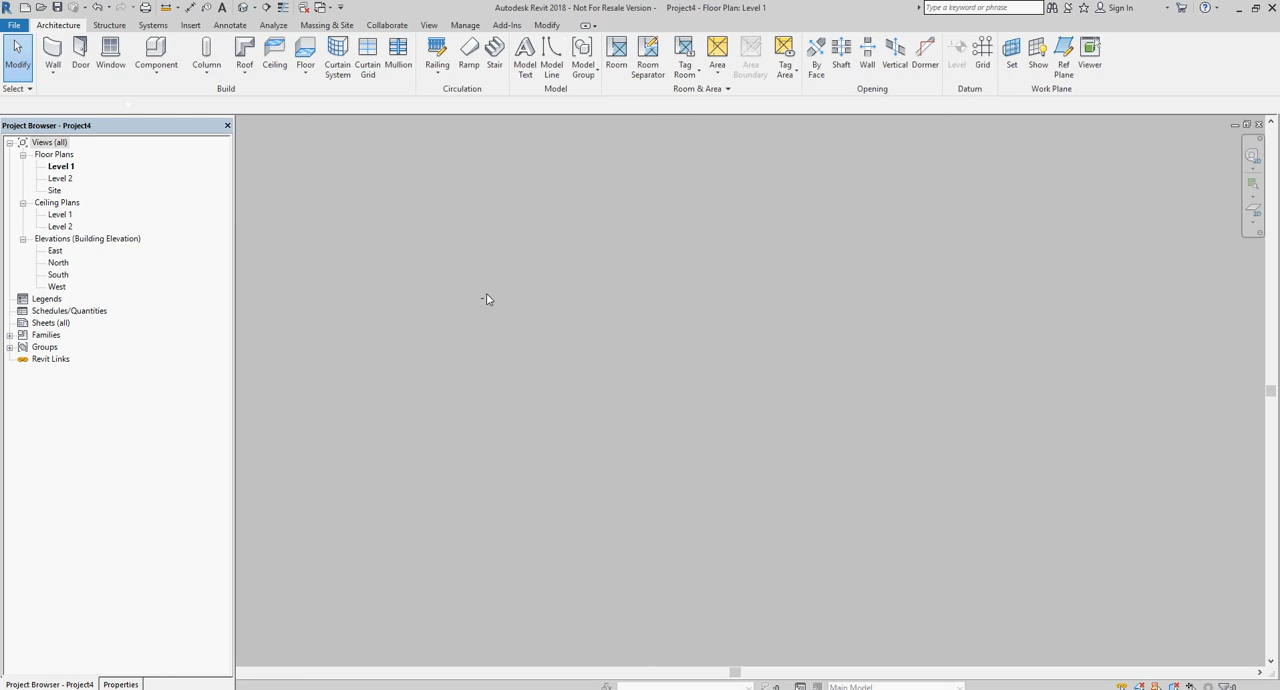 Autodesk Revit 2018 - Not For Resale Version - Project4 - Floor Plan: Level 1
Type a keyword or phrase
Sign In
File Architecture Structure Systems Insert Annotate Analyze Massing & Site Collaborate View Manage Add-Ins Modify
Modify Wall Door Window Component Column Roof Ceiling Floor Curtain System Curtain Grid Mullion Railing Ramp Stair Model Text Model Line Model Group Room Room Separator Tag Room Area Area Boundary Tag Area By Face Shaft Wall Vertical Dormer Level Grid Set Show Ref Plane Viewer
Select Build Circulation Model Room & Area Opening Datum Work Plane
Project Browser - Project4
Views (all)
Floor Plans
Level 1
Level 2
Site
Ceiling Plans
Level 1
Level 2
Elevations (Building Elevation)
East
North
South
West
Legends
Schedules/Quantities
Sheets (all)
Families
Groups
Revit Links
Project Browser - Project4 Properties
:0 Main Model :0